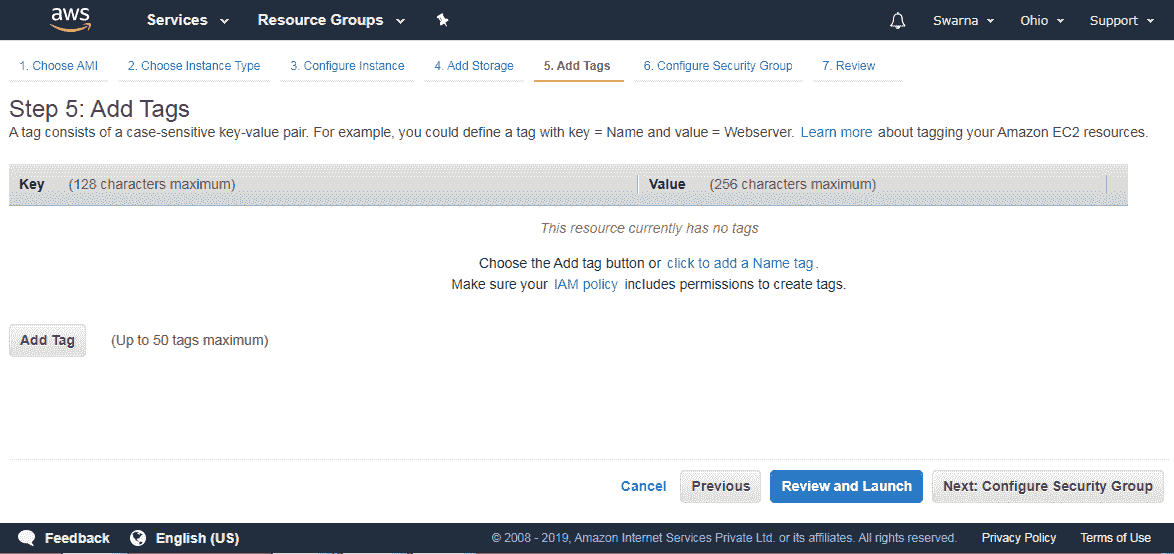 aws Services Resource Groups Swarna Ohio Support
1. Choose AMI 2. Choose Instance Type 3. Configure Instance 4. Add Storage 5. Add Tags 6. Configure Security Group 7. Review
Step 5: Add Tags
A tag consists of a case-sensitive key-value pair. For example, you could define a tag with key = Name and value = Webserver. Learn more about tagging your Amazon EC2 resources.
Key (128 characters maximum) Value (256 characters maximum)
This resource currently has no tags
Choose the Add tag button or click to add a Name tag.
Make sure your IAM policy includes permissions to create tags.
Add Tag (Up to 50 tags maximum)
Cancel Previous Review and Launch Next: Configure Security Group
Feedback English (US) © 2008 - 2019, Amazon Internet Services Private Ltd. or its affiliates. All rights reserved. Privacy Policy Terms of Use